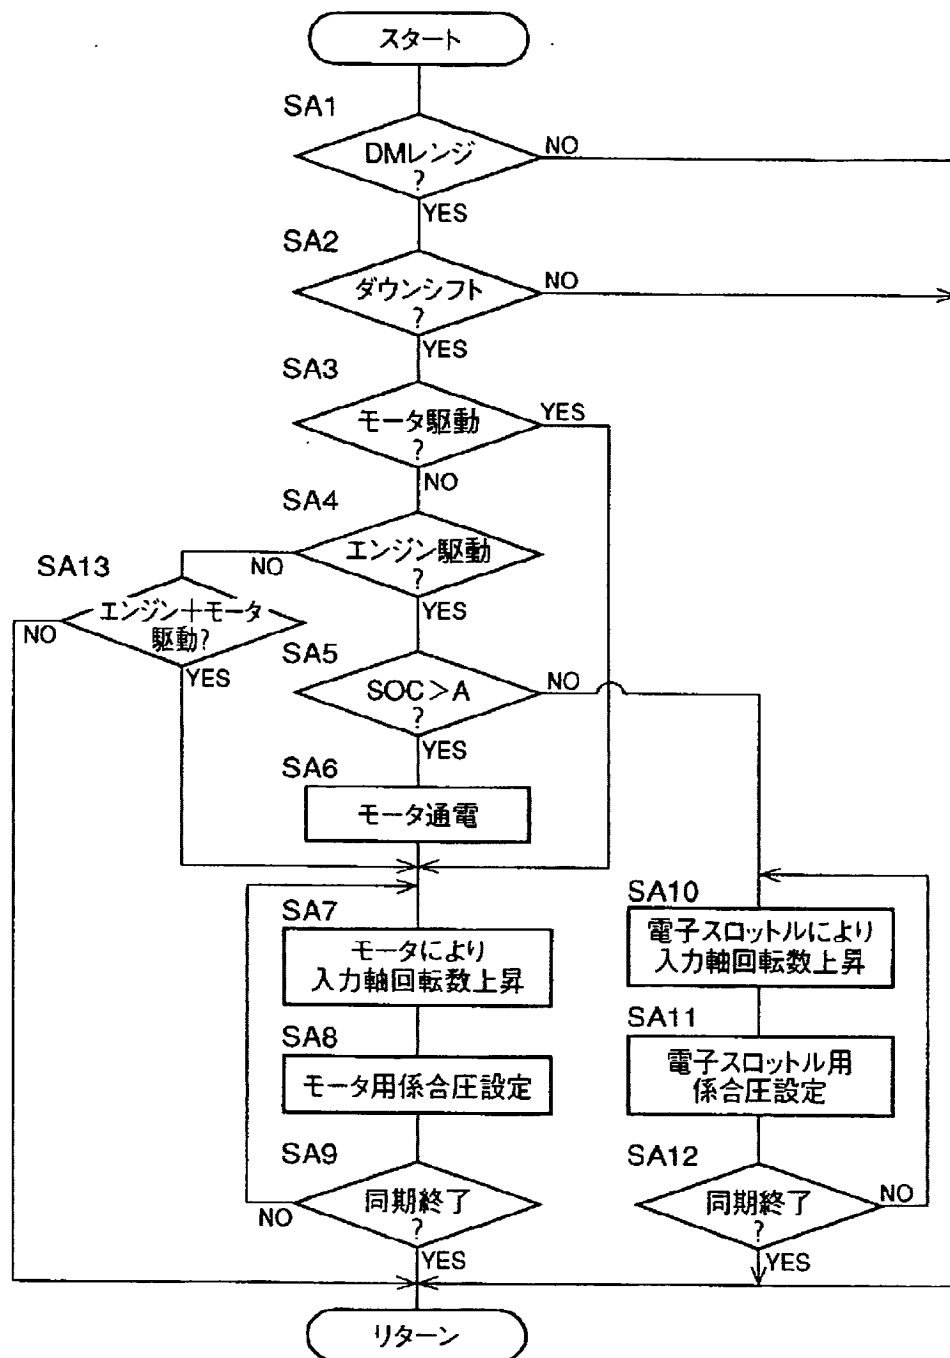 スタート
SA1
DMレンジ
?
NO
YES
SA2
ダウンシフト
?
NO
YES
SA3
モータ駆動
?
YES
NO
SA4
エンジン駆動
?
NO
YES
SA13
エンジン+モータ
駆動?
NO
YES
SA5
SOC>A
?
NO
YES
SA6
モータ通電
SA7
モータにより
入力軸回転数上昇
SA8
モータ用係合圧設定
SA9
同期終了
?
NO
YES
SA10
電子スロットルにより
入力軸回転数上昇
SA11
電子スロットル用
係合圧設定
SA12
同期終了
?
NO
YES
リターン